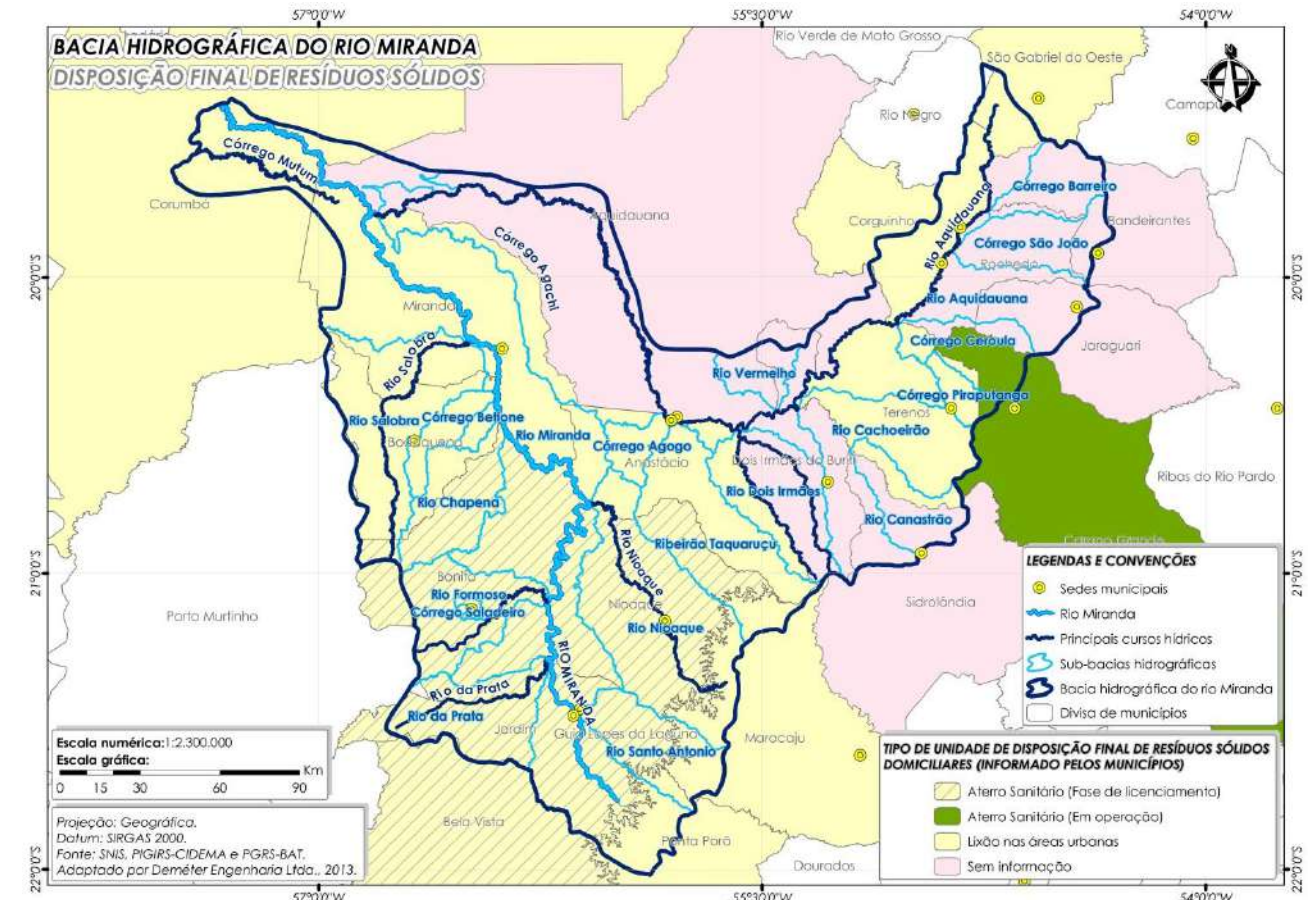 57°0'0"W
55°30'0"W
54°0'0"W
BACIA HIDROGRÁFICA DO RIO MIRANDA
DISPOSIÇÃO FINAL DE RESÍDUOS SÓLIDOS
Rio Verde de Mato Grosso
São Gabriel do Oeste
Rio Negro
Camapu
Córrego Mutum
Corumbá
Aquidauana
Corguinho
Rio Aquidauana
Córrego Barreiro
Bandeirantes
Córrego Agachi
Córrego São João
Rochedo
20°0'0"S
20°0'0"S
Miranda
Rio Aquidauana
Córrego Ceroula
Jaraguari
Rio Salobra
Rio Vermelho
Córrego Piraputanga
Terenos
Rio Salobra
Córrego Betione
Rio Miranda
Córrego Agogo
Rio Cachoeirão
Bodoquena
Anastácio
Dois Irmãos do Buriti
Ribas do Rio Pardo
Rio Chapena
Rio Dois Irmãos
Rio Canastrão
Ribeirão Taquaruçu
Rio Nioaque
Campo Grande
21°0'0"S
21°0'0"S
Bonito
Rio Formoso
Córrego Saladeiro
Porto Murtinho
Nioaque
Rio Nioaque
Sidrolândia
RIO MIRANDA
Rio da Prata
Rio da Prata
Jardim
Guia Lopes da Laguna
Rio Santo Antonio
Maracaju
Bela Vista
Ponta Porã
Dourados
LEGENDAS E CONVENÇÕES
Sedes municipais
Rio Miranda
Principais cursos hídricos
Sub-bacias hidrográficas
Bacia hidrográfica do rio Miranda
Divisa de municípios
TIPO DE UNIDADE DE DISPOSIÇÃO FINAL DE RESÍDUOS SÓLIDOS
DOMICILIARES (INFORMADO PELOS MUNICÍPIOS)
Aterro Sanitário (Fase de licenciamento)
Aterro Sanitário (Em operação)
Lixão nas áreas urbanas
Sem informação
Escala numérica:1:2.300.000
Escala gráfica:
Km
0 15 30 60 90
Projeção: Geográfica.
Datum: SIRGAS 2000.
Fonte: SNIS, PIGIRS-CIDEMA e PGRS-BAT.
Adaptado por Deméter Engenharia Ltda., 2013.
22°0'0"S
22°0'0"S
57°0'0"W
55°30'0"W
54°0'0"W